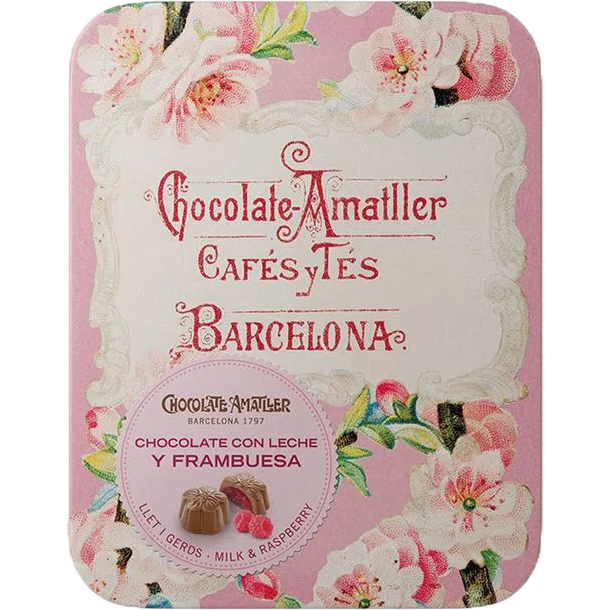 Chocolate-Amatller
CAFÉS y TÉS
BARCELONA.
CHOCOLATE AMATLLER
BARCELONA 1797
CHOCOLATE CON LECHE
Y FRAMBUESA
LLET I GERDS · MILK & RASPBERRY